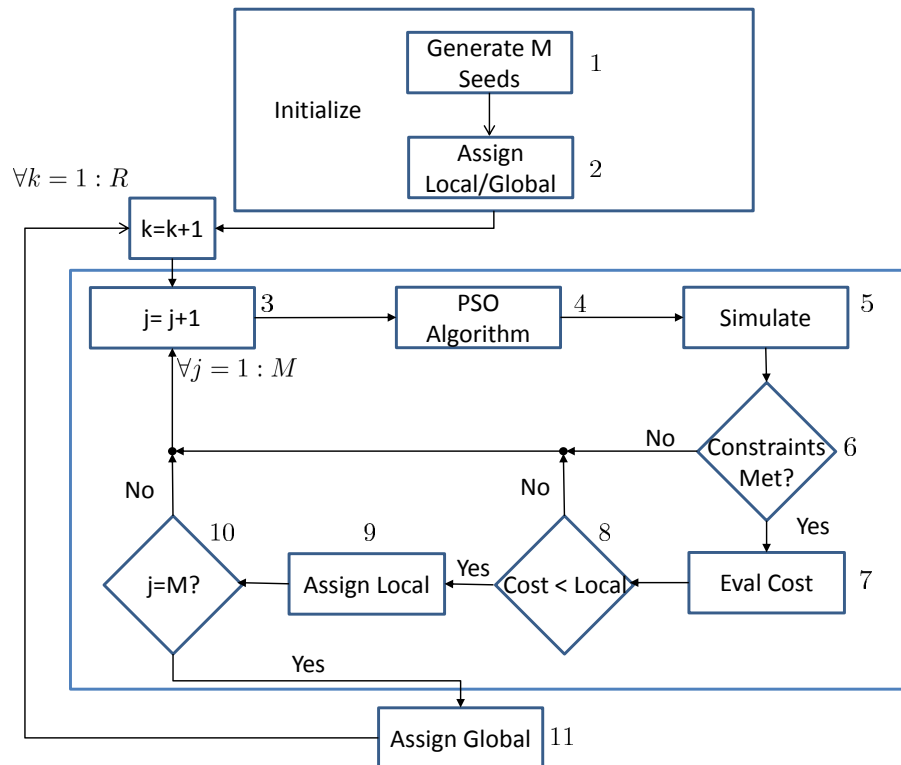 Generate M
Seeds
1
Initialize
Assign
Local/Global
2
∀k = 1 : R
k=k+1
j= j+1
3
PSO
Algorithm
4
Simulate
5
∀j = 1 : M
No
Constraints
Met?
6
No
No
Yes
10
9
8
j=M?
Assign Local
Yes
Cost < Local
Eval Cost
7
Yes
Assign Global
11